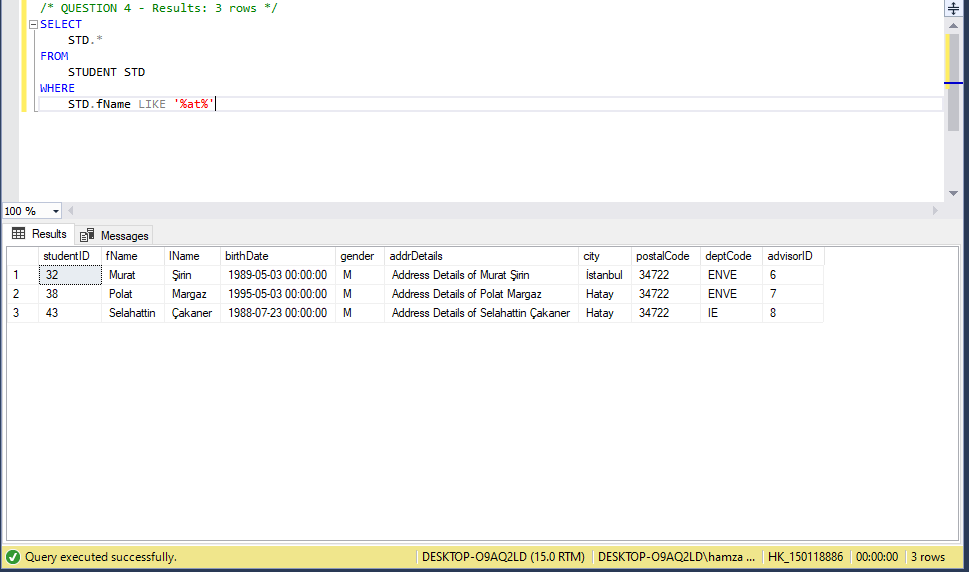 /* QUESTION 4 - Results: 3 rows */
SELECT
STD.*
FROM
STUDENT STD
WHERE
STD.fName LIKE '%at%'
100 %
Results Messages
studentID fName lName birthDate gender addrDetails city postalCode deptCode advisorID
1 32 Murat Şirin 1989-05-03 00:00:00 M Address Details of Murat Şirin İstanbul 34722 ENVE 6
2 38 Polat Margaz 1995-05-03 00:00:00 M Address Details of Polat Margaz Hatay 34722 ENVE 7
3 43 Selahattin Çakaner 1988-07-23 00:00:00 M Address Details of Selahattin Çakaner Hatay 34722 IE 8
Query executed successfully. DESKTOP-O9AQ2LD (15.0 RTM) DESKTOP-O9AQ2LD\hamza ... HK_150118886 00:00:00 3 rows